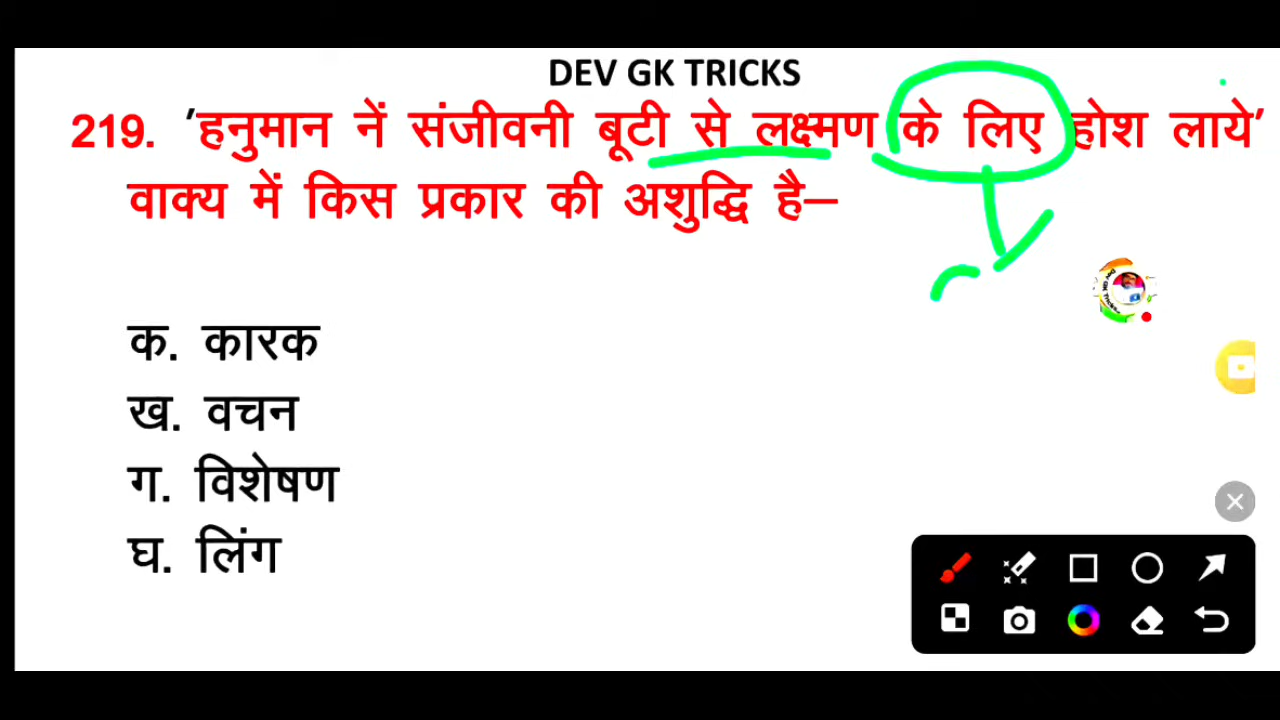 DEV GK TRICKS
219. 'हनुमान नें संजीवनी बूटी से लक्ष्मण के लिए होश लाये'
वाक्य में किस प्रकार की अशुद्धि है–
क. कारक
ख. वचन
ग. विशेषण
घ. लिंग